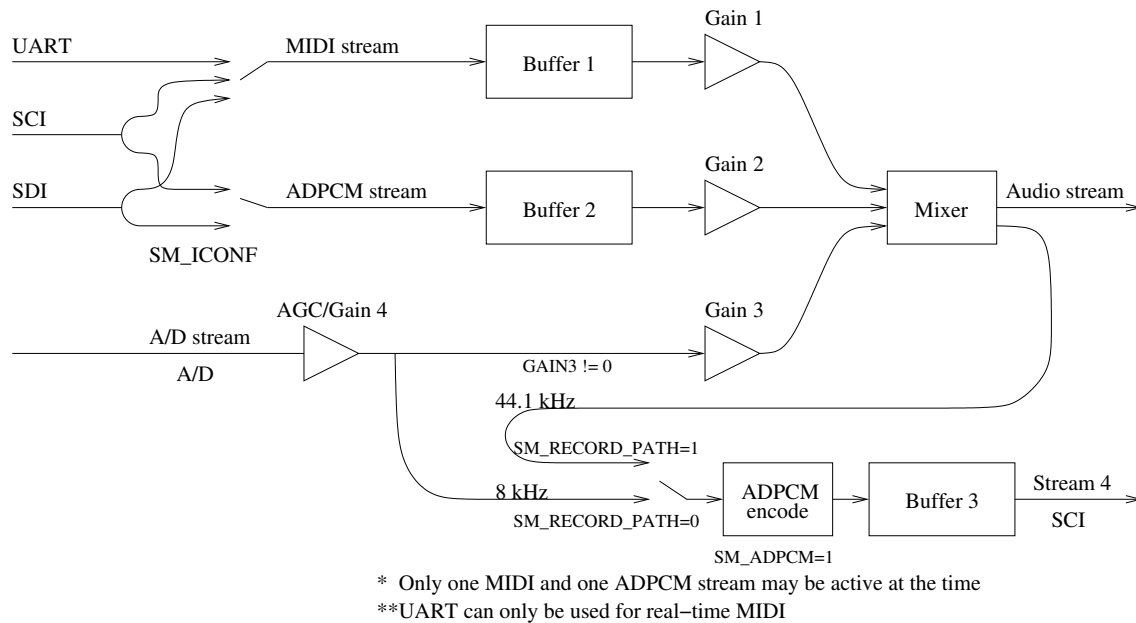 Gain 1
UART
MIDI stream
Buffer 1
SCI
Gain 2
SDI
ADPCM stream
Buffer 2
Mixer
Audio stream
SM_ICONF
AGC/Gain 4
Gain 3
A/D stream
A/D
GAIN3 != 0
44.1 kHz
SM_RECORD_PATH=1
8 kHz
SM_RECORD_PATH=0
ADPCM
encode
Buffer 3
Stream 4
SCI
SM_ADPCM=1
* Only one MIDI and one ADPCM stream may be active at the time
**UART can only be used for real−time MIDI